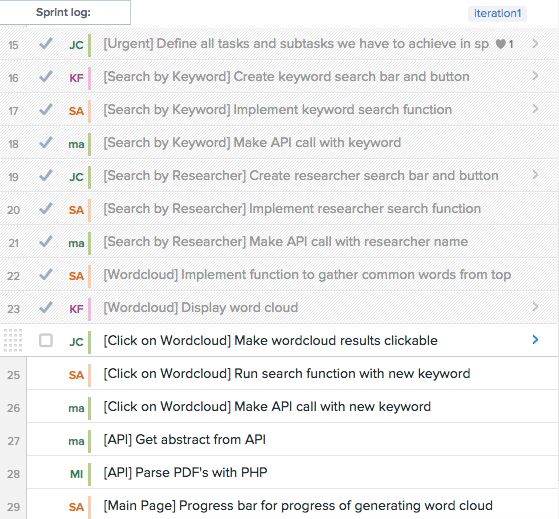 Sprint log:
iteration1
15 JC [Urgent] Define all tasks and subtasks we have to achieve in sp 1
16 KF [Search by Keyword] Create keyword search bar and button
17 SA [Search by Keyword] Implement keyword search function
18 ma [Search by Keyword] Make API call with keyword
19 JC [Search by Researcher] Create researcher search bar and button
20 SA [Search by Researcher] Implement researcher search function
21 ma [Search by Researcher] Make API call with researcher name
22 SA [Wordcloud] Implement function to gather common words from top
23 KF [Wordcloud] Display word cloud
JC [Click on Wordcloud] Make wordcloud results clickable
25 SA [Click on Wordcloud] Run search function with new keyword
26 ma [Click on Wordcloud] Make API call with new keyword
27 ma [API] Get abstract from API
28 MI [API] Parse PDF's with PHP
29 SA [Main Page] Progress bar for progress of generating word cloud